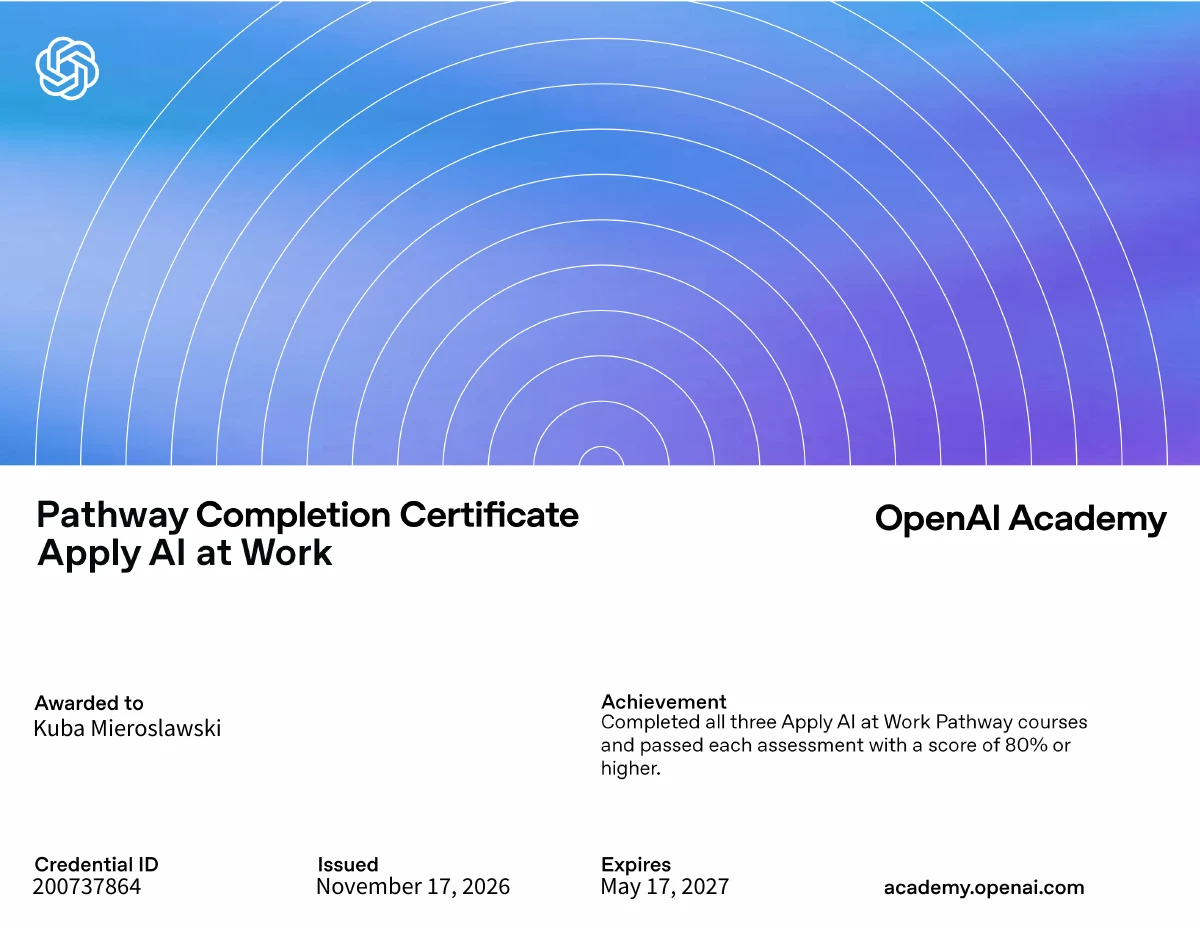 Pathway Completion Certificate
Apply AI at Work
OpenAI Academy
Awarded to
Kuba Mieroslawski
Achievement
Completed all three Apply AI at Work Pathway courses
and passed each assessment with a score of 80% or
higher.
Credential ID
200737864
Issued
November 17, 2026
Expires
May 17, 2027
academy.openai.com